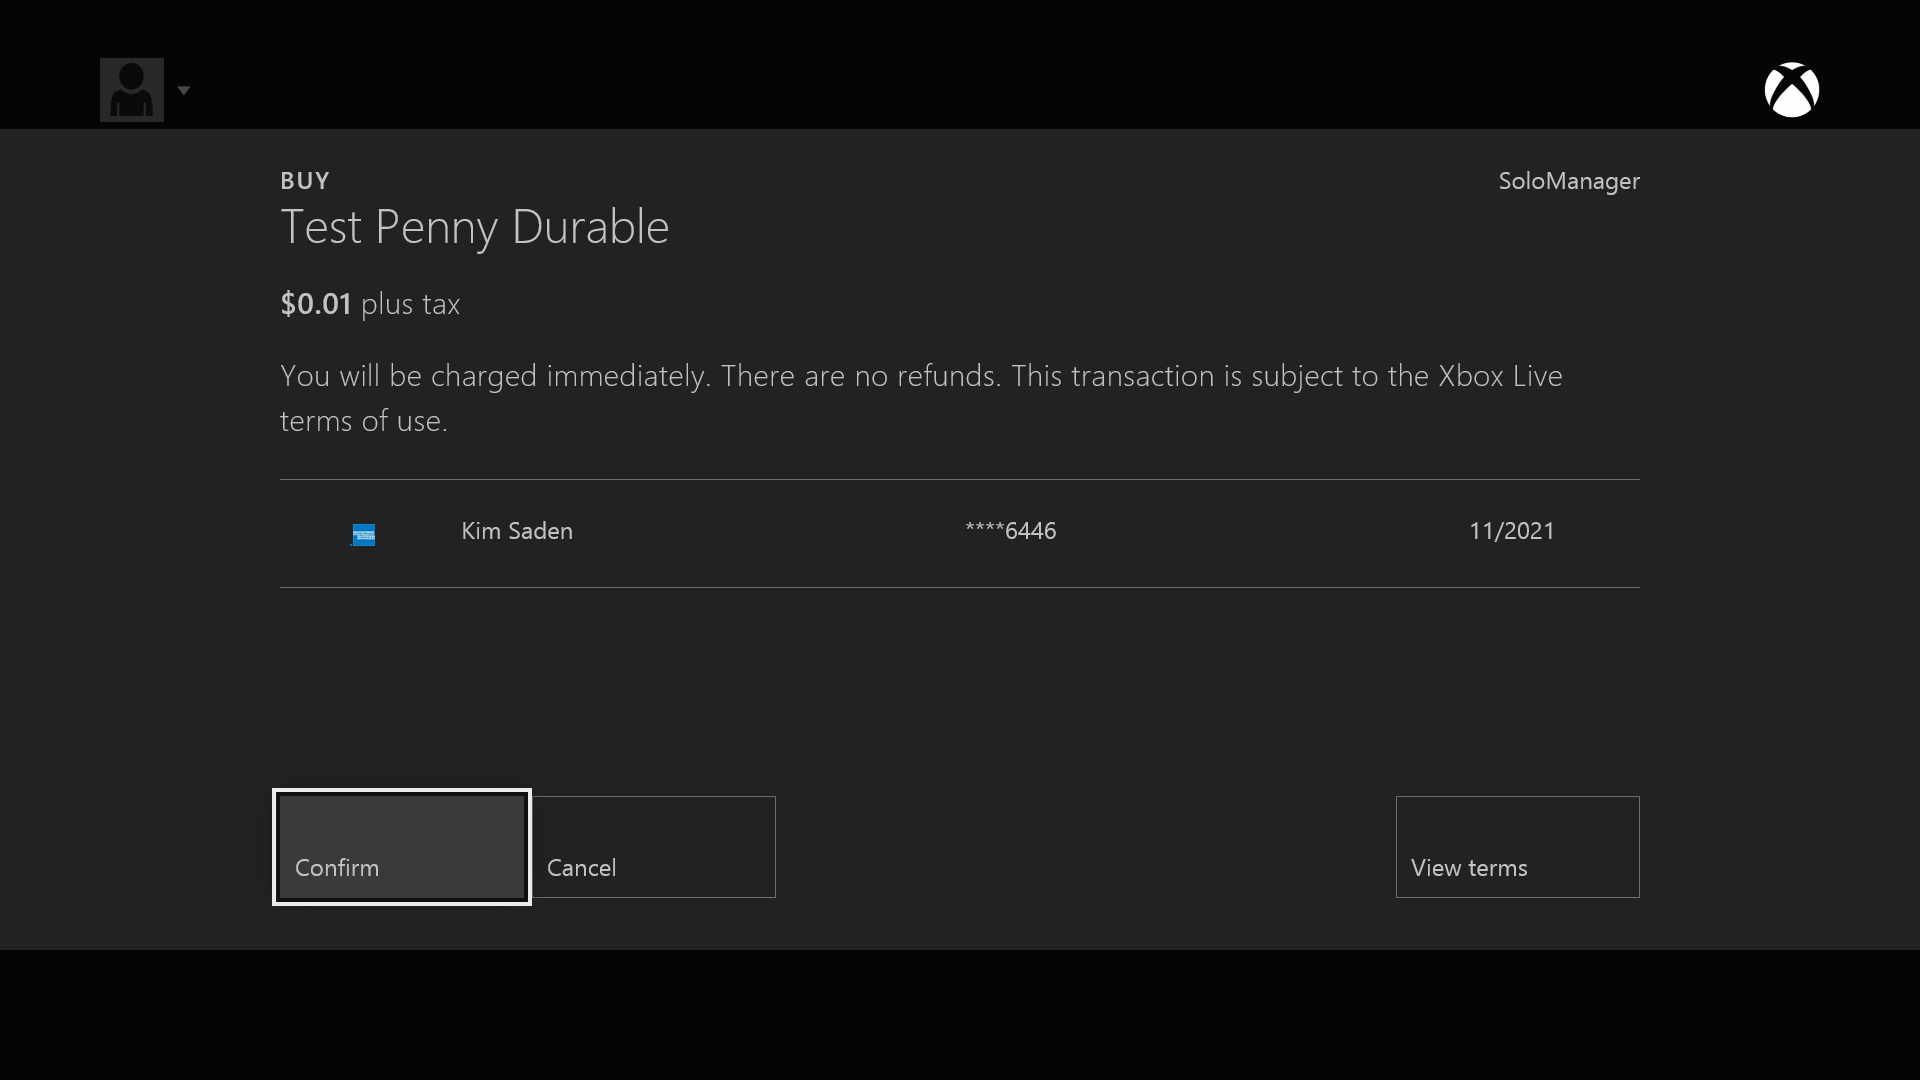 BUY
SoloManager
Test Penny Durable
$0.01 plus tax
You will be charged immediately. There are no refunds. This transaction is subject to the Xbox Live
terms of use.
Kim Saden
****6446
11/2021
Confirm
Cancel
View terms